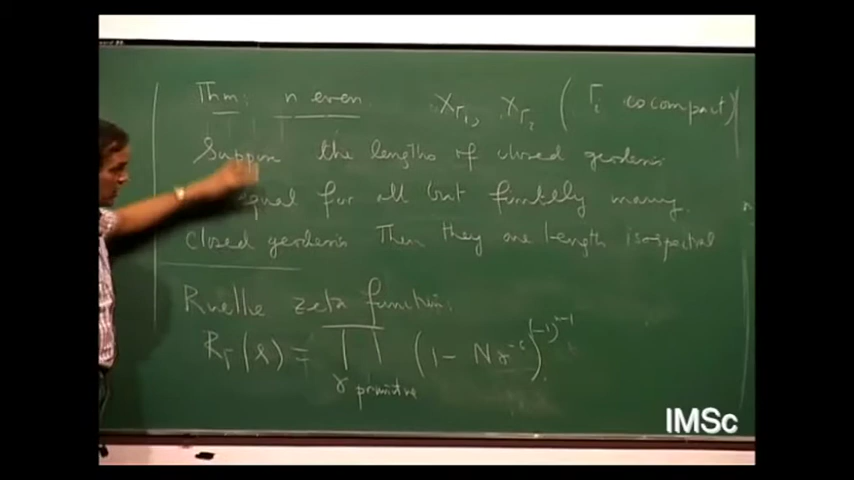 Thm: n even. X_Γ₁, X_Γ₂ (Γᵢ cocompact)
Suppose the lengths of closed geodesics
equal for all but finitely many
closed geodesics Then they are length isospectral
Ruelle zeta function:
R_Γ(s) = ∏_{γ primitive} (1 - Nγ^{-s})^{(-1)^{n-1}}
IMSc